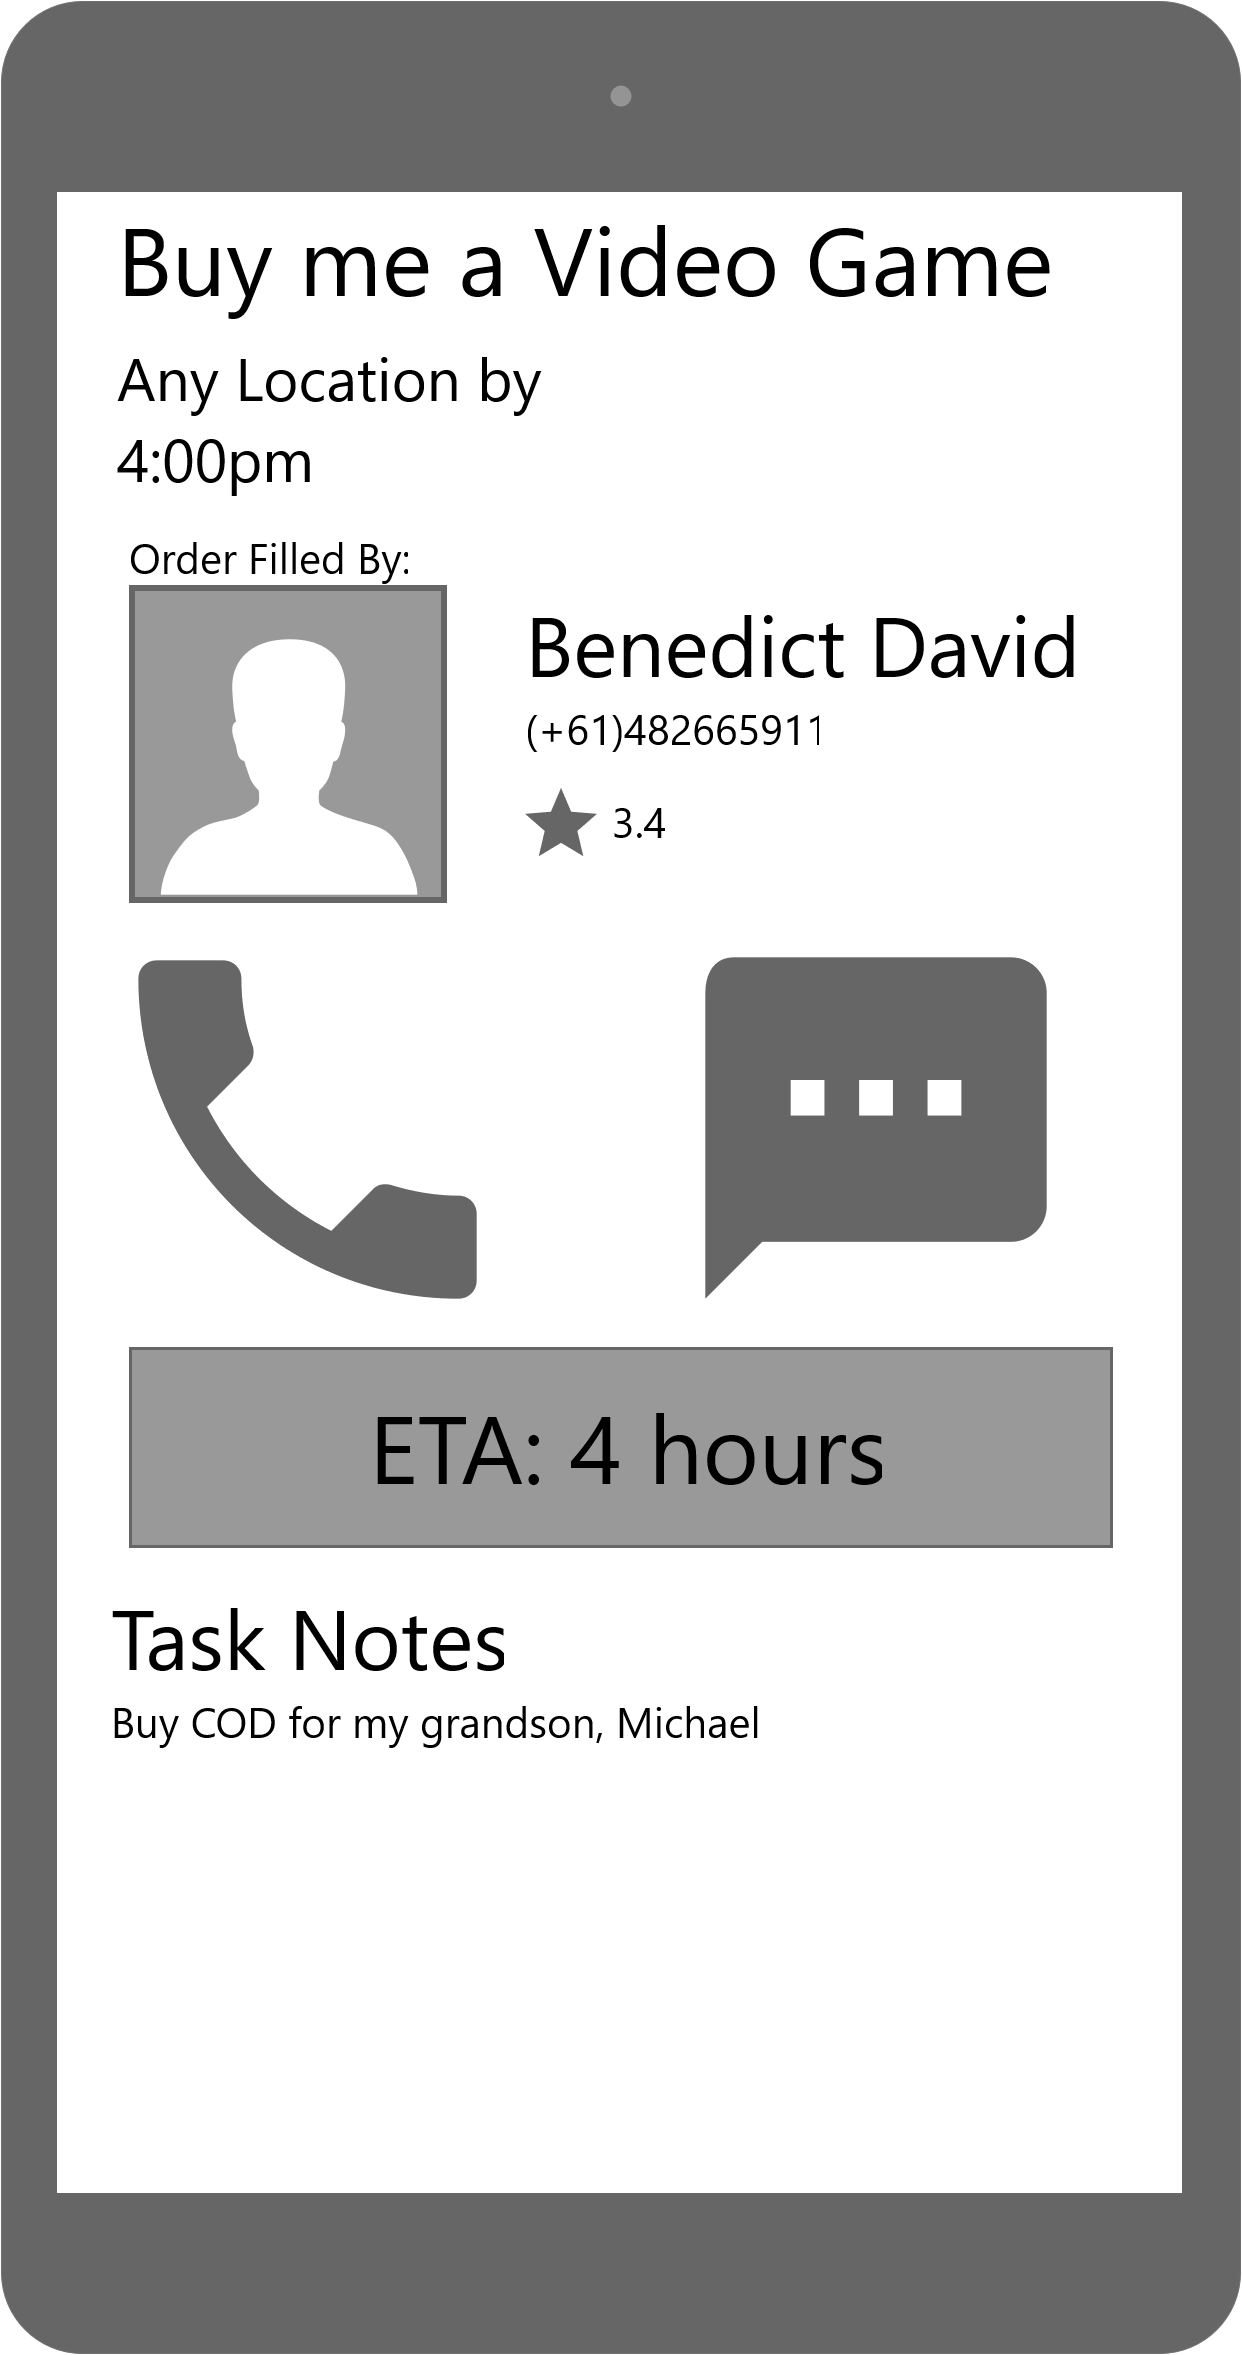 Buy me a Video Game
Any Location by
4:00pm
Order Filled By:
Benedict David
(+61)482665911
3.4
ETA: 4 hours
Task Notes
Buy COD for my grandson, Michael